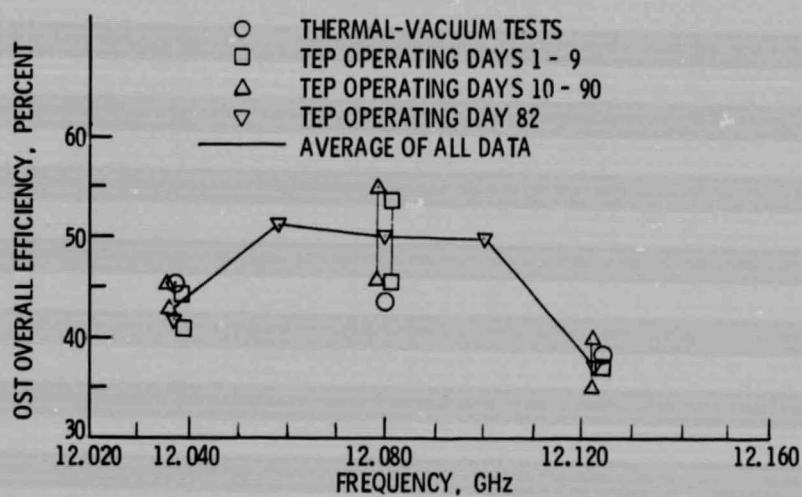 THERMAL-VACUUM TESTS
TEP OPERATING DAYS 1 - 9
TEP OPERATING DAYS 10 - 90
TEP OPERATING DAY 82
AVERAGE OF ALL DATA
OST OVERALL EFFICIENCY, PERCENT
60
50
40
30
12.020 12.040 12.080 12.120 12.160
FREQUENCY, GHz